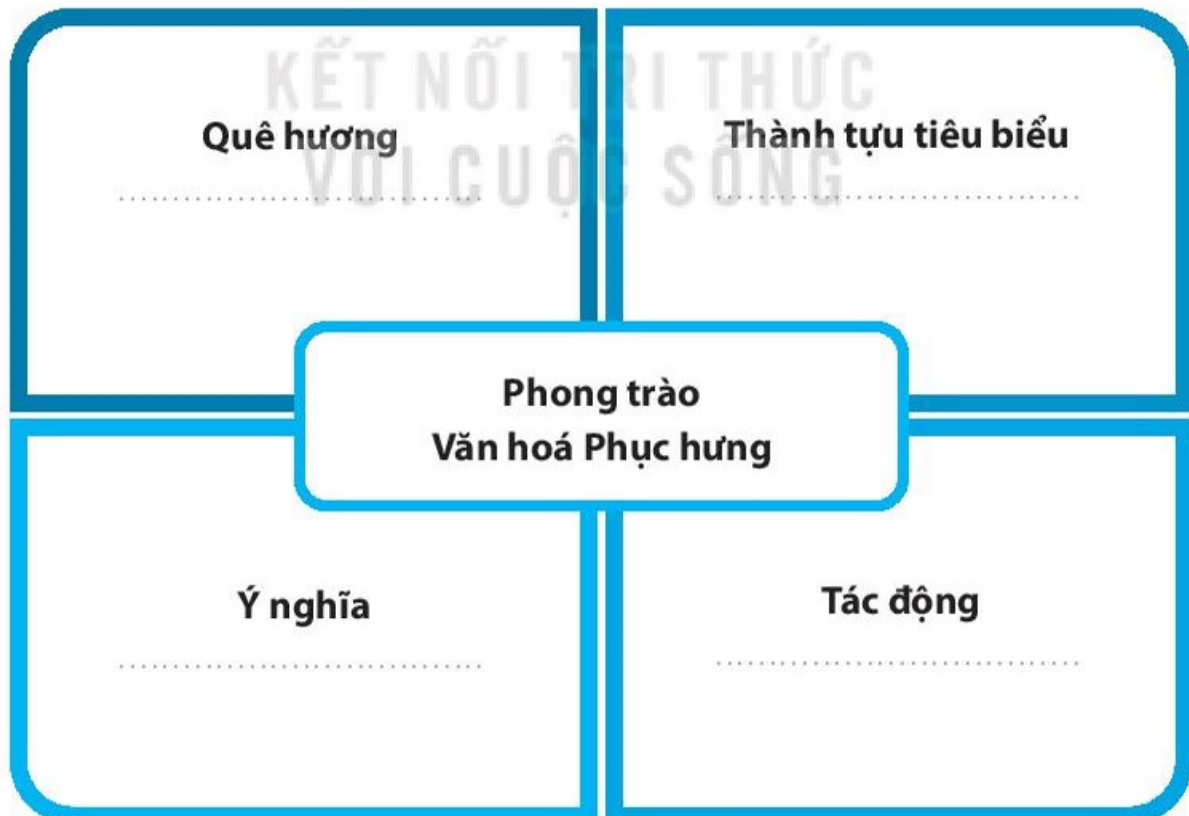 KẾT NỐI TRI THỨC
VỚI CUỘC SỐNG
Quê hương
Thành tựu tiêu biểu
Phong trào
Văn hoá Phục hưng
Ý nghĩa
Tác động